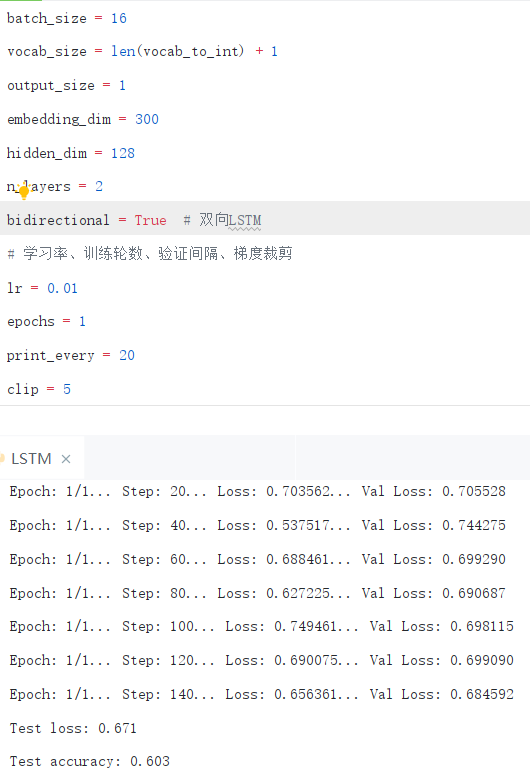 batch_size = 16
vocab_size = len(vocab_to_int) + 1
output_size = 1
embedding_dim = 300
hidden_dim = 128
n_layers = 2
bidirectional = True  # 双向LSTM
# 学习率、训练轮数、验证间隔、梯度裁剪
lr = 0.01
epochs = 1
print_every = 20
clip = 5
LSTM ×
Epoch: 1/1... Step: 20... Loss: 0.703562... Val Loss: 0.705528
Epoch: 1/1... Step: 40... Loss: 0.537517... Val Loss: 0.744275
Epoch: 1/1... Step: 60... Loss: 0.688461... Val Loss: 0.699290
Epoch: 1/1... Step: 80... Loss: 0.627225... Val Loss: 0.690687
Epoch: 1/1... Step: 100... Loss: 0.749461... Val Loss: 0.698115
Epoch: 1/1... Step: 120... Loss: 0.690075... Val Loss: 0.699090
Epoch: 1/1... Step: 140... Loss: 0.656361... Val Loss: 0.684592
Test loss: 0.671
Test accuracy: 0.603